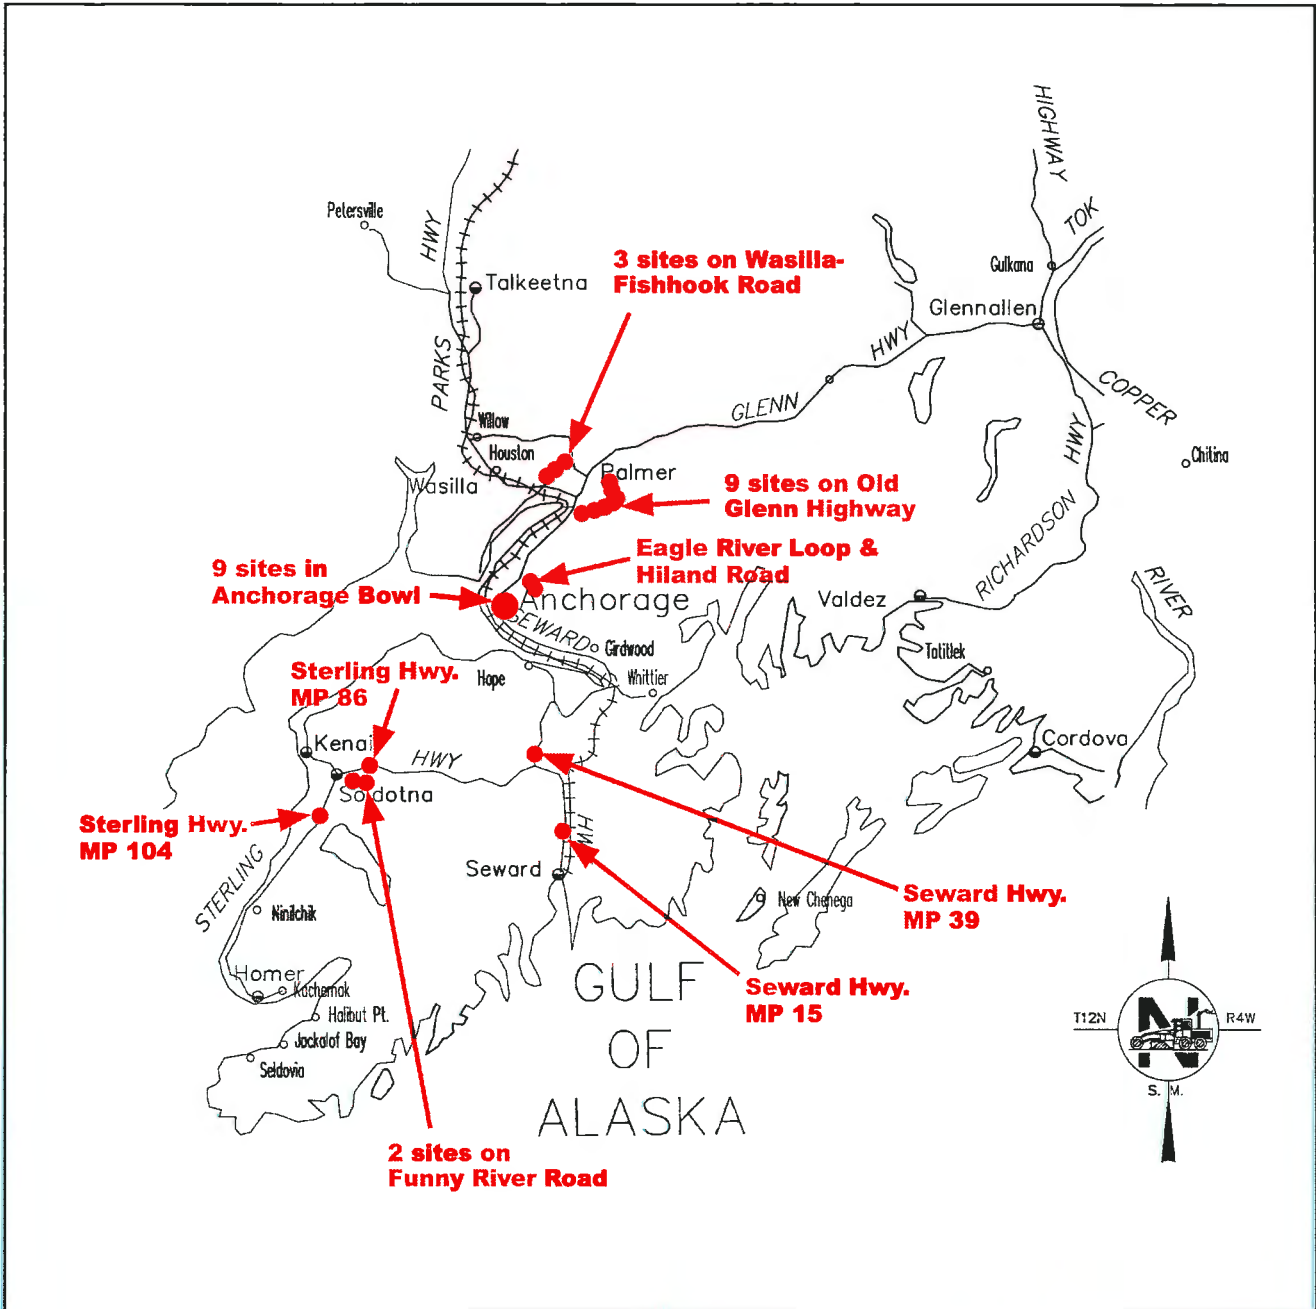 HIGHWAY
TOK
Petersville
HWY
Gulkana
3 sites on Wasilla-
Fishhook Road
Talkeetna
Glennallen
HWY
PARKS
COPPER
GLENN
Willow
HWY
Houston
Chitina
Palmer
Wasilla
9 sites on Old
Glenn Highway
RICHARDSON
Eagle River Loop &
Hiland Road
9 sites in
Anchorage Bowl
RIVER
Anchorage
Valdez
SEWARD
Girdwood
Tatitlek
Sterling Hwy.
MP 86
Hope
Whittier
Kenai
HWY
Cordova
Soldotna
Sterling Hwy.
MP 104
HW
STERLING
Seward
Seward Hwy.
MP 39
New Chenega
Ninilchik
Homer
Kachemak
GULF
OF
ALASKA
Seward Hwy.
MP 15
Halibut Pt.
Jackalof Bay
Seldovia
T12N
N
R4W
S. M.
2 sites on
Funny River Road